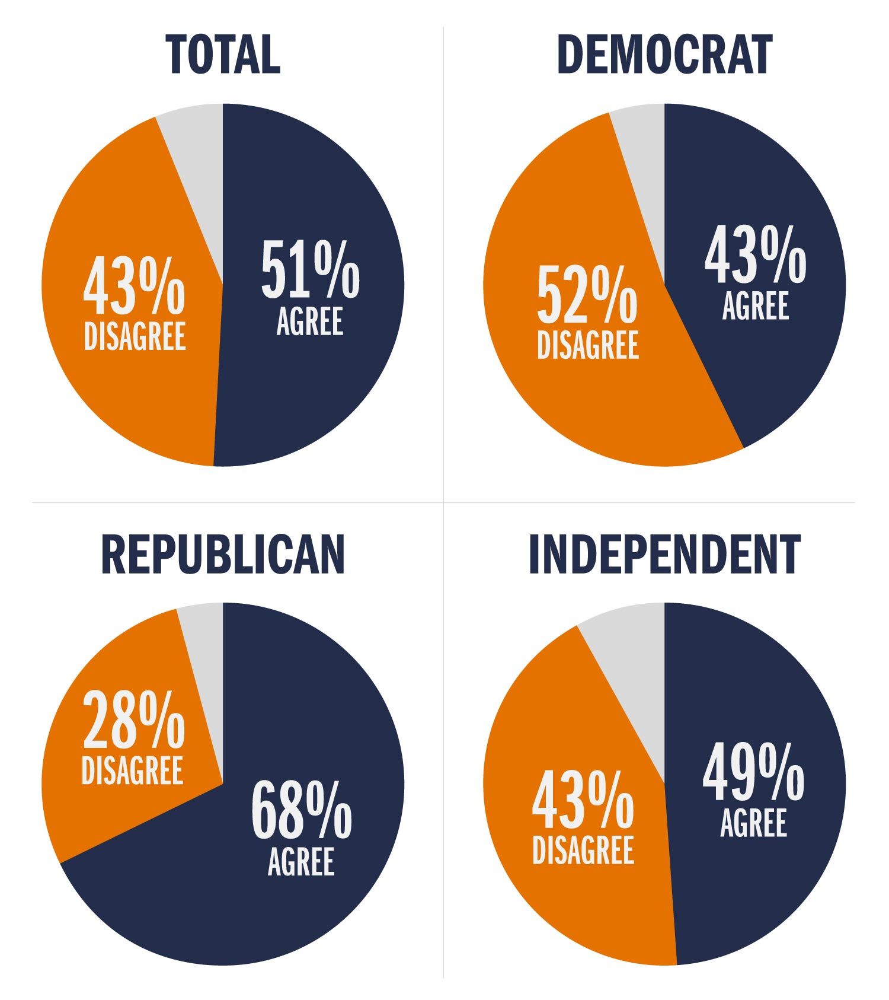 TOTAL
43%
DISAGREE
51%
AGREE
DEMOCRAT
52%
DISAGREE
43%
AGREE
REPUBLICAN
28%
DISAGREE
68%
AGREE
INDEPENDENT
43%
DISAGREE
49%
AGREE